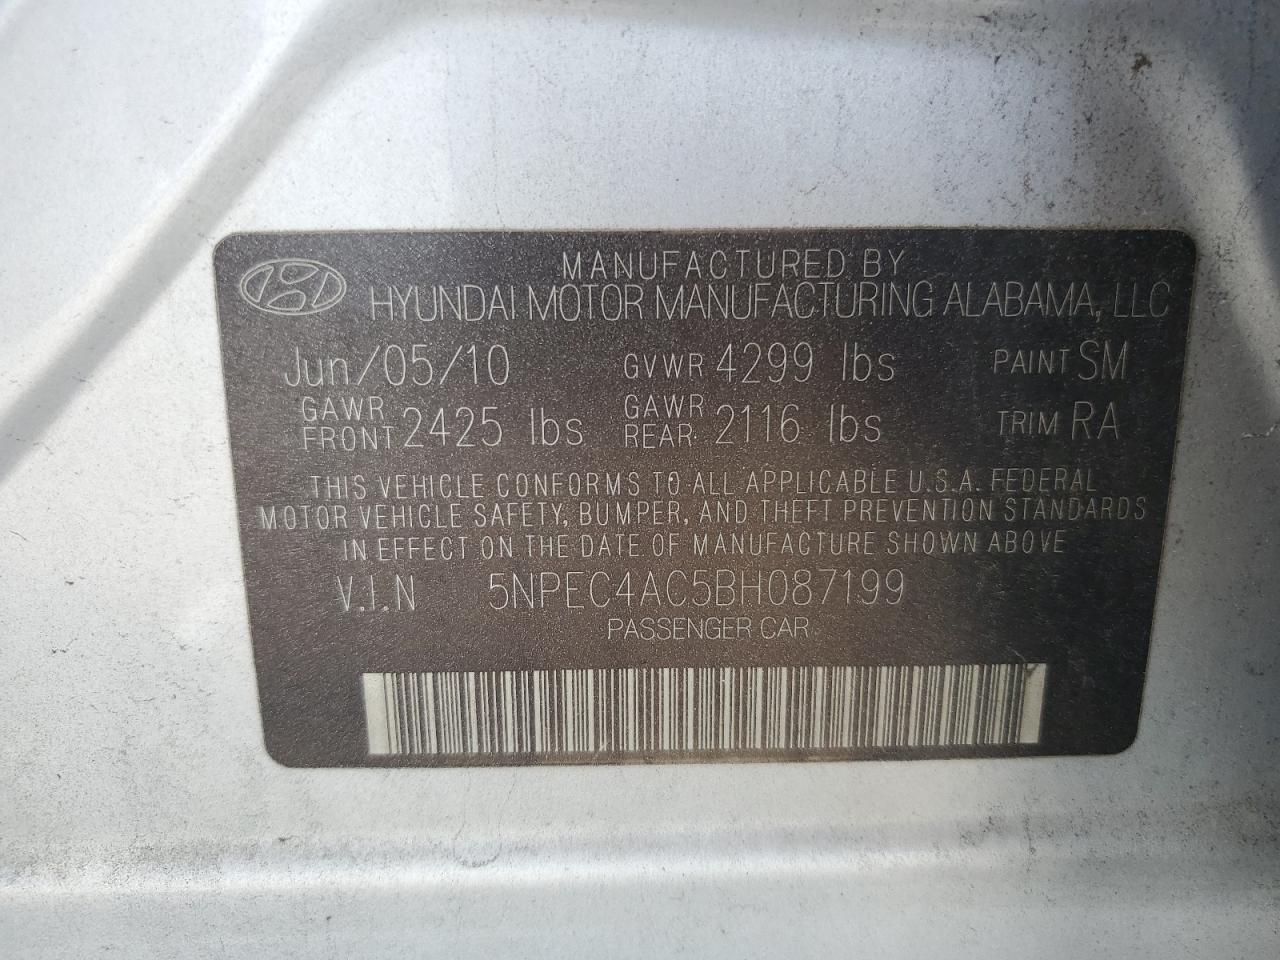 MANUFACTURED BY
HYUNDAI MOTOR MANUFACTURING ALABAMA, LLC
Jun/05/10 GVWR 4299 lbs PAINT SM
GAWR FRONT 2425 lbs GAWR REAR 2116 lbs TRIM RA
THIS VEHICLE CONFORMS TO ALL APPLICABLE U.S.A. FEDERAL
MOTOR VEHICLE SAFETY, BUMPER, AND THEFT PREVENTION STANDARDS
IN EFFECT ON THE DATE OF MANUFACTURE SHOWN ABOVE
V.I.N 5NPEC4AC5BH087199
PASSENGER CAR